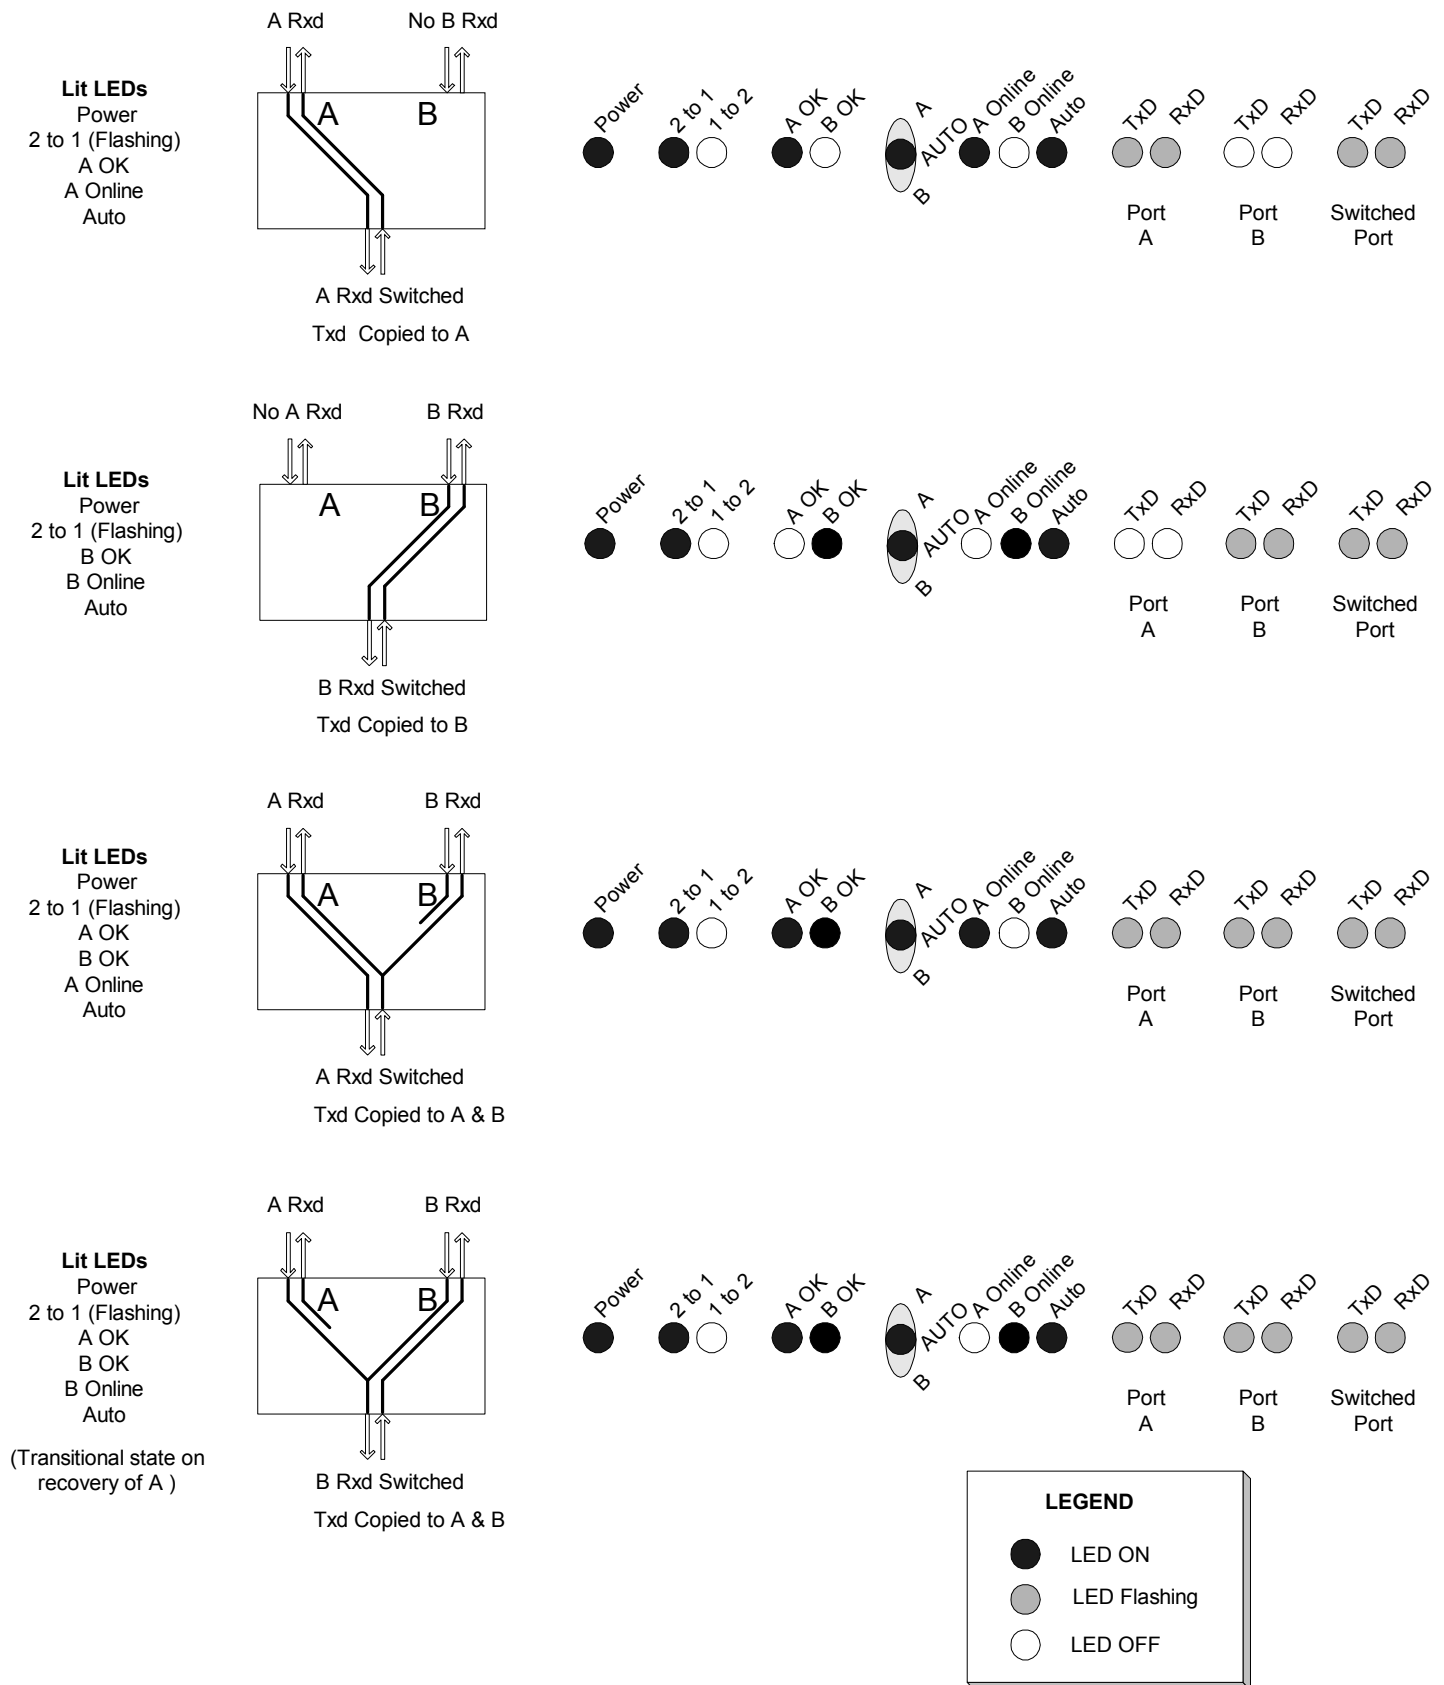 A Rxd
No B Rxd
Lit LEDs
Power
2 to 1 (Flashing)
A OK
A Online
Auto
A
B
Power
2 to 1
1 to 2
A OK
B OK
A
AUTO
B
A Online
B Online
Auto
TxD
RxD
TxD
RxD
TxD
RxD
Port
A
Port
B
Switched
Port
A Rxd Switched
Txd Copied to A
No A Rxd
B Rxd
Lit LEDs
Power
2 to 1 (Flashing)
B OK
B Online
Auto
A
B
Power
2 to 1
1 to 2
A OK
B OK
A
AUTO
B
A Online
B Online
Auto
TxD
RxD
TxD
RxD
TxD
RxD
Port
A
Port
B
Switched
Port
B Rxd Switched
Txd Copied to B
A Rxd
B Rxd
Lit LEDs
Power
2 to 1 (Flashing)
A OK
B OK
A Online
Auto
A
B
Power
2 to 1
1 to 2
A OK
B OK
A
AUTO
B
A Online
B Online
Auto
TxD
RxD
TxD
RxD
TxD
RxD
Port
A
Port
B
Switched
Port
A Rxd Switched
Txd Copied to A & B
A Rxd
B Rxd
Lit LEDs
Power
2 to 1 (Flashing)
A OK
B OK
B Online
Auto
(Transitional state on
recovery of A )
A
B
Power
2 to 1
1 to 2
A OK
B OK
A
AUTO
B
A Online
B Online
Auto
TxD
RxD
TxD
RxD
TxD
RxD
Port
A
Port
B
Switched
Port
B Rxd Switched
Txd Copied to A & B
LEGEND
LED ON
LED Flashing
LED OFF